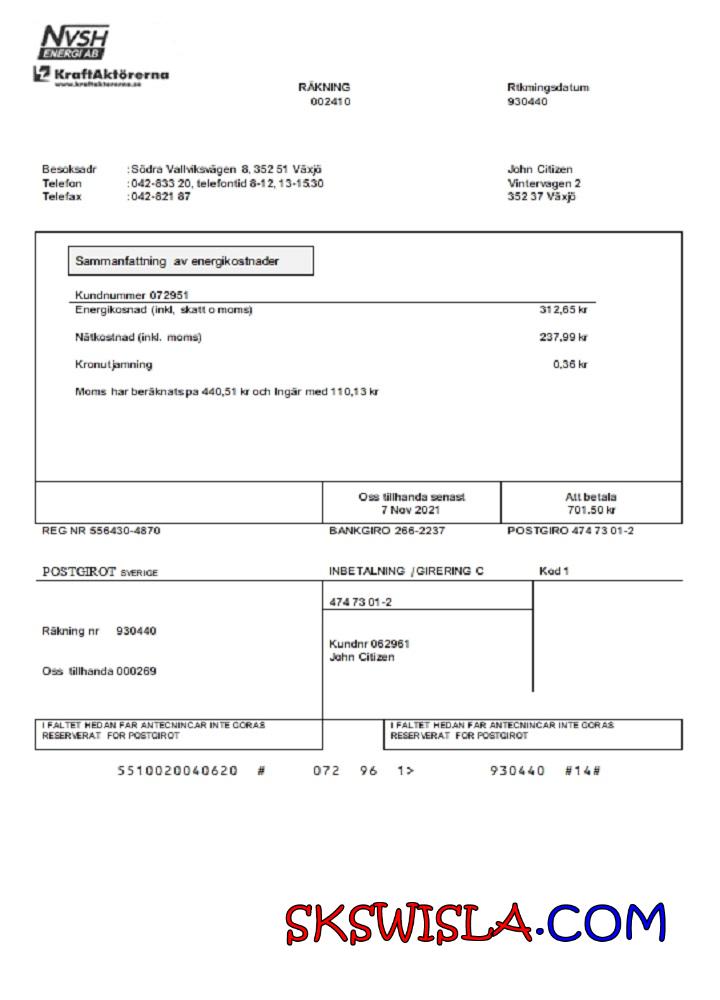 NVSH
ENERGI AB
KraftAktörerna
www.kraftaktorerna.se
RÄKNING
002410
Rtkmingsdatum
930440
Besoksadr :Södra Vallviksvägen 8, 352 51 Växjö
Telefon :042-833 20, telefontid 8-12, 13-15.30
Telefax :042-821 87
John Citizen
Vintervagen 2
352 37 Växjö
Sammanfattning av energikostnader
Kundnummer 072951
Energikosnad (inkl, skatt o moms) 312,65 kr
Nätkostnad (inkl. moms) 237,99 kr
Kronutjamning 0,36 kr
Moms har beräknats pa 440,51 kr och Ingär med 110,13 kr
Oss tillhanda senast
7 Nov 2021
Att betala
701.50 kr
REG NR 556430-4870 BANKGIRO 266-2237 POSTGIRO 474 73 01-2
POSTGIROT SVERIGE INBETALNING /GIRERING C Kod 1
474 73 01-2
Räkning nr 930440
Kundnr 062961
John Citizen
Oss tillhanda 000269
I FALTET HEDAN FAR ANTECNINCAR INTE GORAS
RESERVERAT FOR POSTGIROT
I FALTET HEDAN FAR ANTECNINCAR INTE GORAS
RESERVERAT FOR POSTGIROT
5510020040620 # 072 96 1> 930440 #14#
SKSWISLA.COM